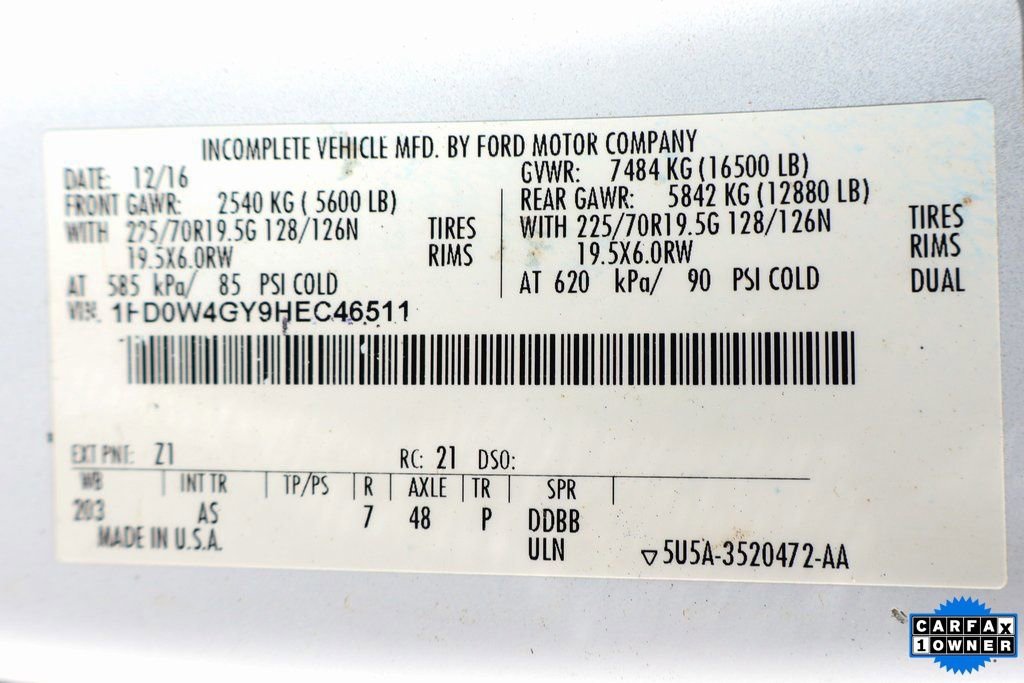 INCOMPLETE VEHICLE MFD. BY FORD MOTOR COMPANY
DATE: 12/16 GVWR: 7484 KG (16500 LB)
FRONT GAWR: 2540 KG ( 5600 LB) REAR GAWR: 5842 KG (12880 LB)
WITH 225/70R19.5G 128/126N TIRES WITH 225/70R19.5G 128/126N TIRES
19.5X6.0RW RIMS 19.5X6.0RW RIMS
AT 585 kPa/ 85 PSI COLD AT 620 kPa/ 90 PSI COLD DUAL
VIN: 1FD0W4GY9HEC46511
EXT PNT: Z1 RC: 21 DSO:
WB INT TR TP/PS R AXLE TR SPR
203 AS 7 48 P DDBB
MADE IN U.S.A. ULN ▽5U5A-3520472-AA
CARFAX
1 OWNER